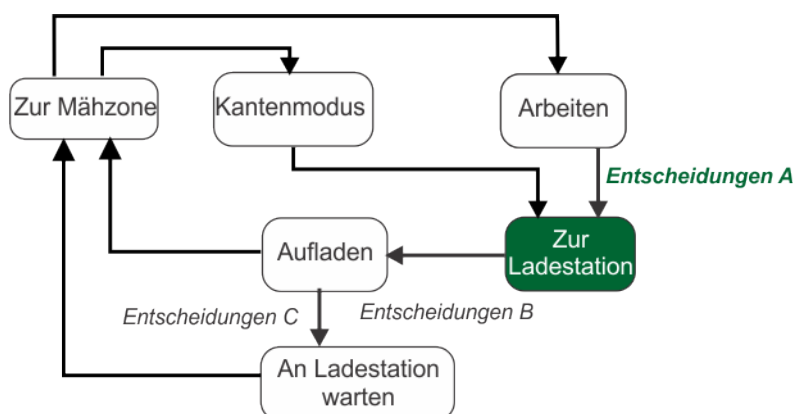 Zur Mähzone
Kantenmodus
Arbeiten
Entscheidungen A
Zur
Ladestation
Aufladen
Entscheidungen B
Entscheidungen C
An Ladestation
warten